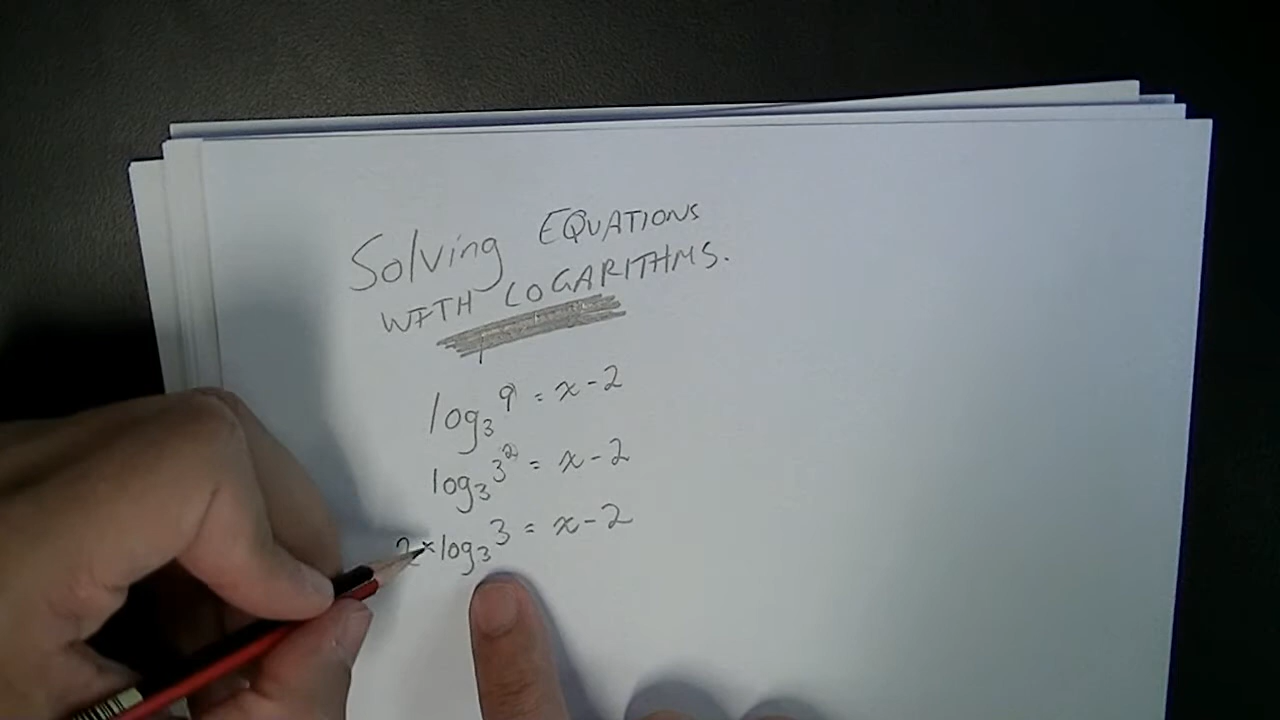 Solving EQUATIONS
WITH LOGARITHMS.
log₃9 = x-2
log₃3² = x-2
2×log₃3 = x-2